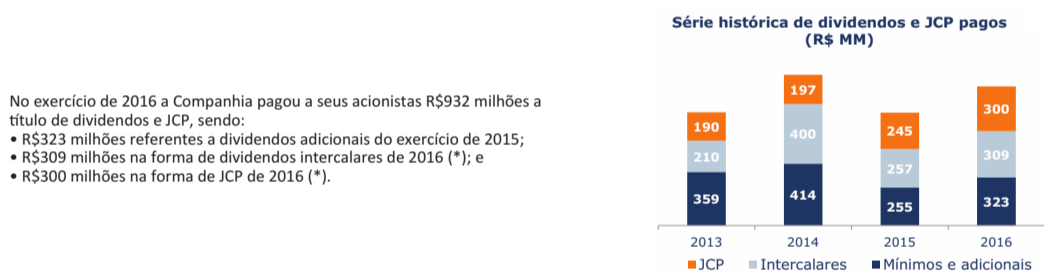 No exercício de 2016 a Companhia pagou a seus acionistas R$932 milhões a
título de dividendos e JCP, sendo:
• R$323 milhões referentes a dividendos adicionais do exercício de 2015;
• R$309 milhões na forma de dividendos intercalares de 2016 (*); e
• R$300 milhões na forma de JCP de 2016 (*).
Série histórica de dividendos e JCP pagos
(R$ MM)
190 197 245 300
210 400 257 309
359 414 255 323
2013 2014 2015 2016
JCP Intercalares Mínimos e adicionais